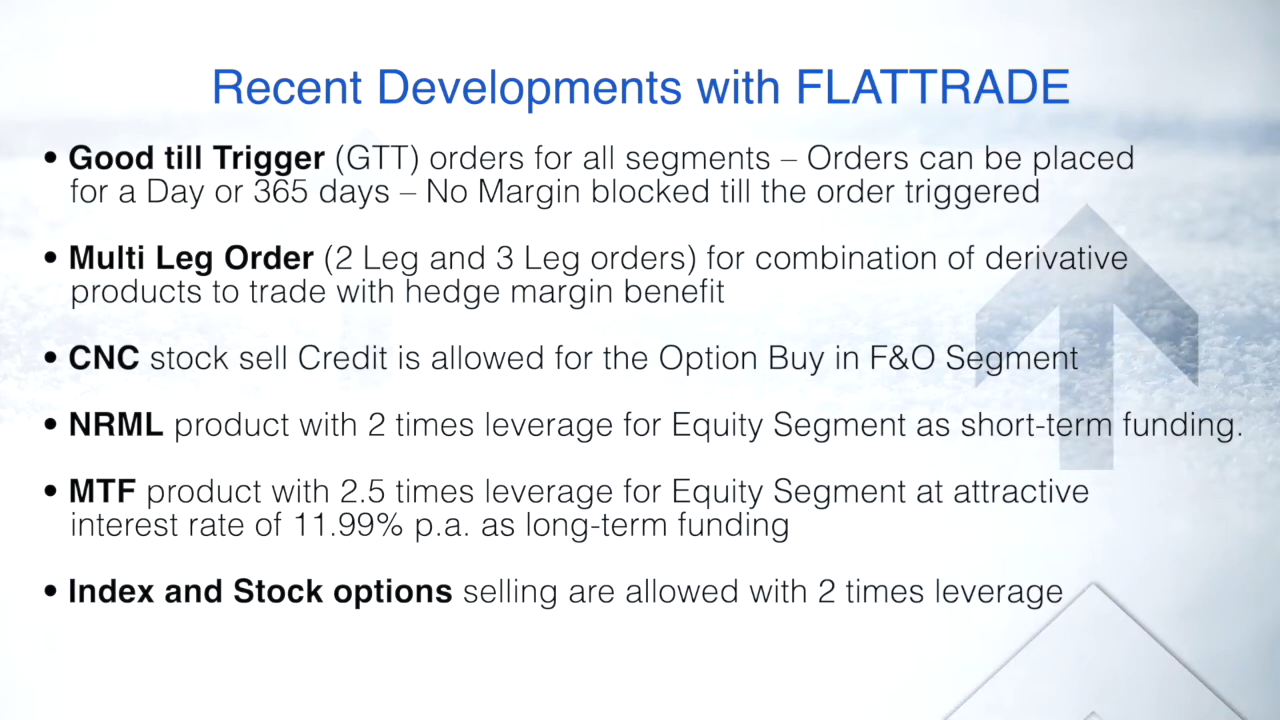 Recent Developments with FLATTRADE
• Good till Trigger (GTT) orders for all segments – Orders can be placed
for a Day or 365 days – No Margin blocked till the order triggered
• Multi Leg Order (2 Leg and 3 Leg orders) for combination of derivative
products to trade with hedge margin benefit
• CNC stock sell Credit is allowed for the Option Buy in F&O Segment
• NRML product with 2 times leverage for Equity Segment as short-term funding.
• MTF product with 2.5 times leverage for Equity Segment at attractive
interest rate of 11.99% p.a. as long-term funding
• Index and Stock options selling are allowed with 2 times leverage